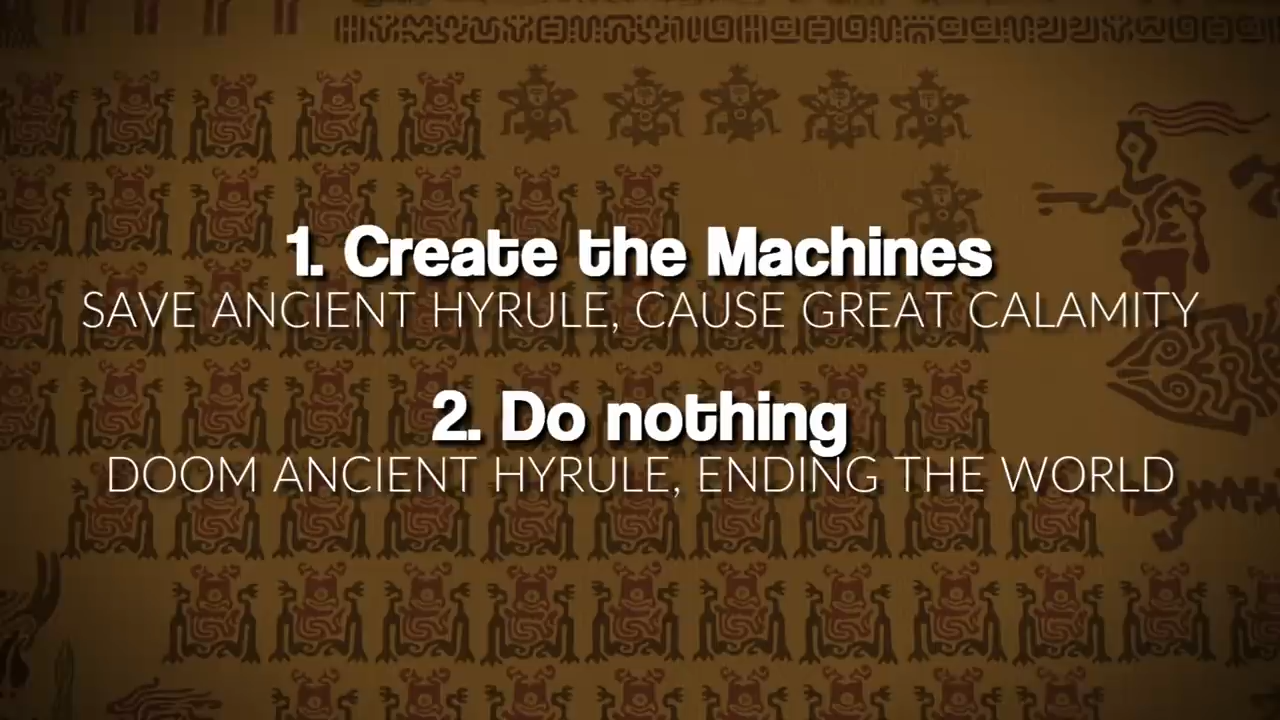 1. Create the Machines
SAVE ANCIENT HYRULE, CAUSE GREAT CALAMITY
2. Do nothing
DOOM ANCIENT HYRULE, ENDING THE WORLD